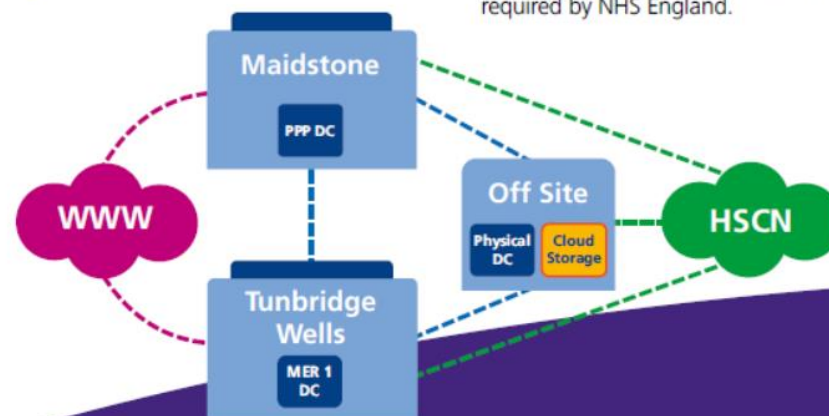 required by NHS England.
Maidstone
PPP DC
WWW
Off Site
Physical
DC
Cloud
Storage
HSCN
Tunbridge
Wells
MER 1
DC